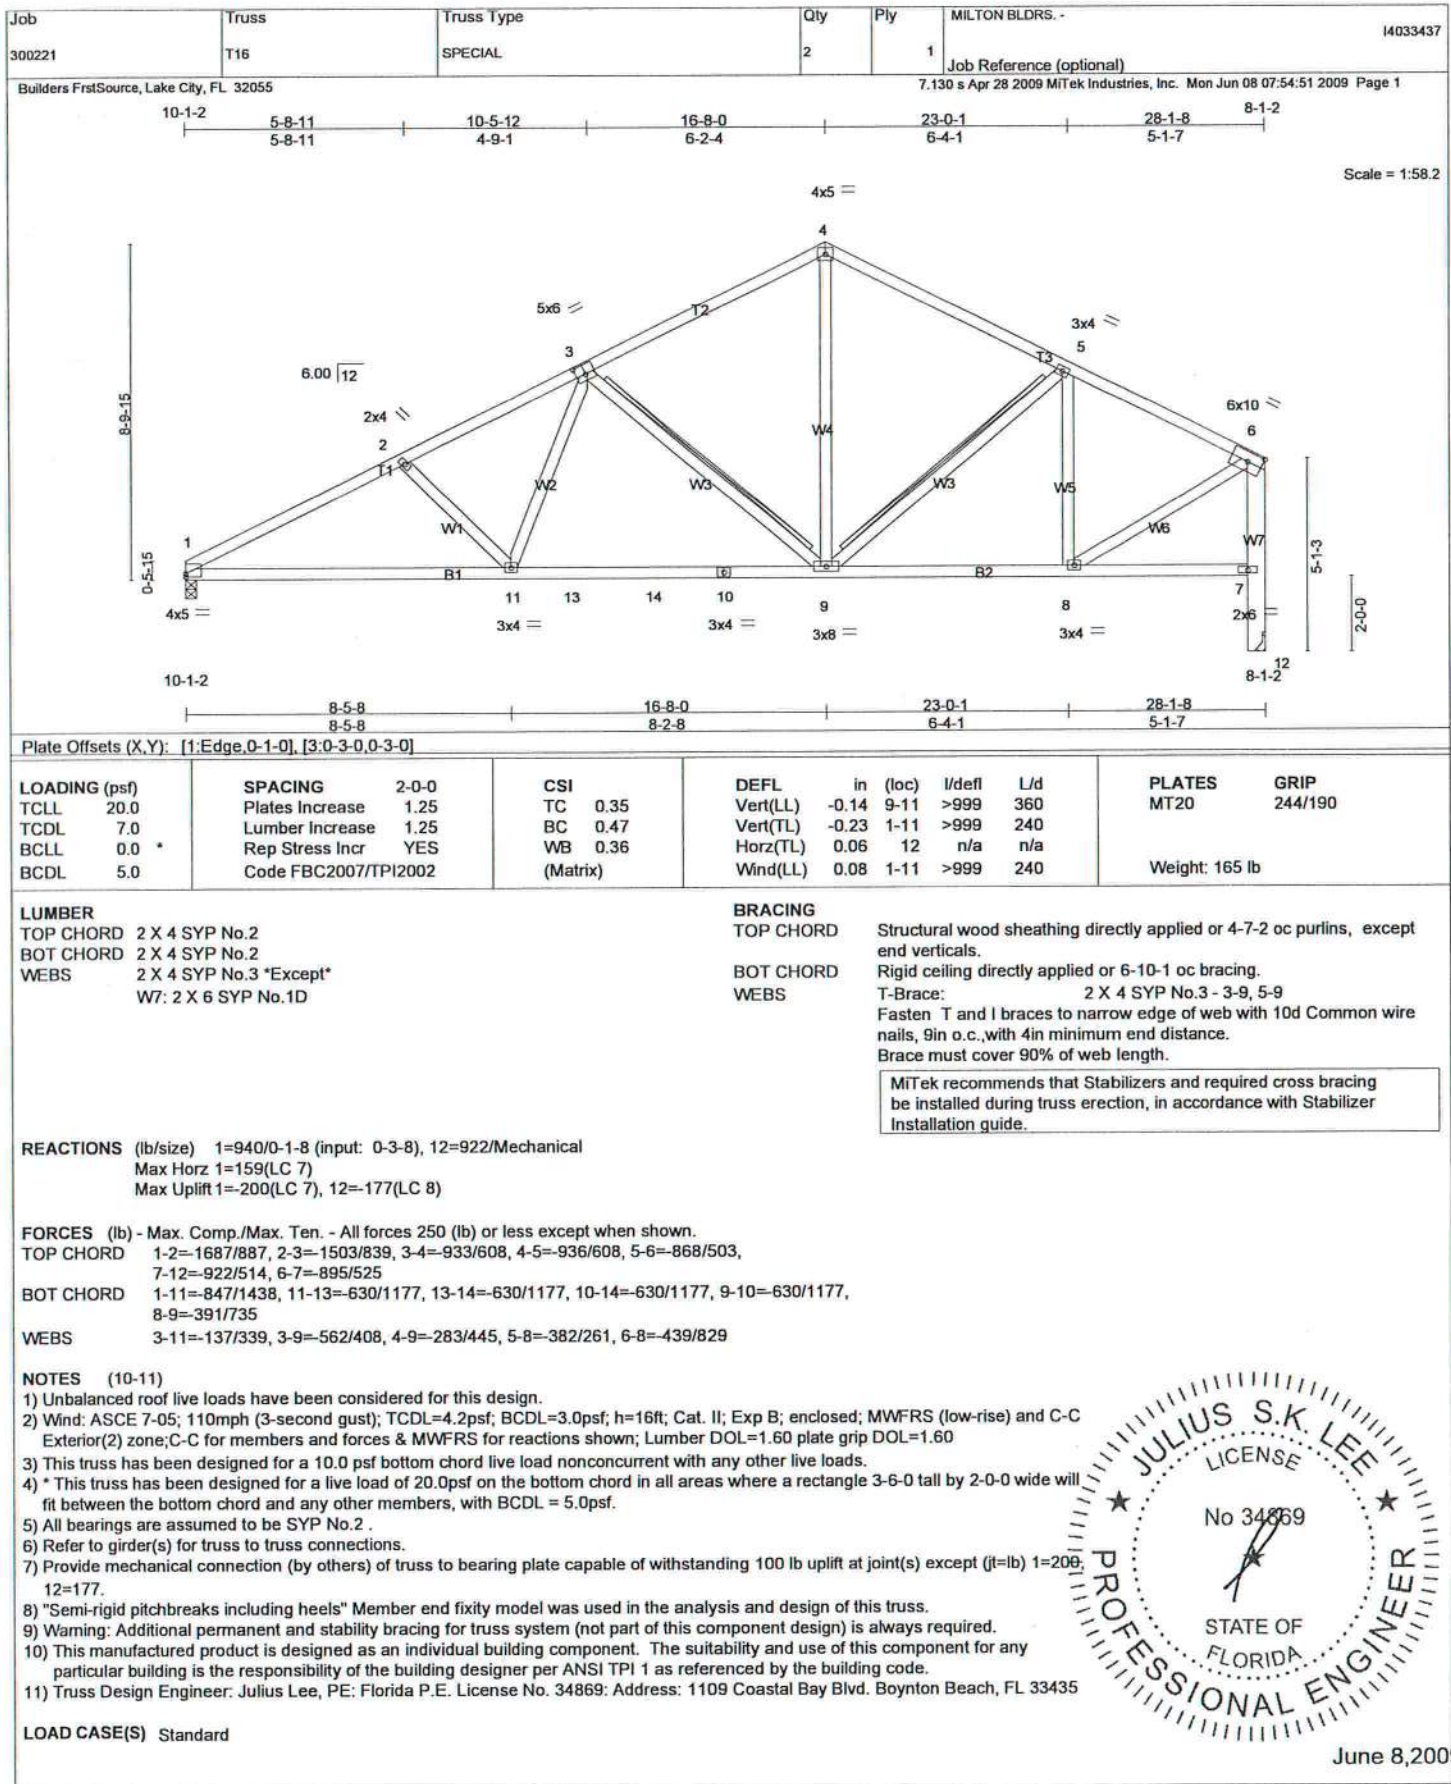 Job Truss Truss Type Qty Ply MILTON BLDRS. -
I4033437
300221 T16 SPECIAL 2 1
Job Reference (optional)
Builders FrstSource, Lake City, FL 32055 7.130 s Apr 28 2009 MiTek Industries, Inc. Mon Jun 08 07:54:51 2009 Page 1
10-1-2 5-8-11 10-5-12 16-8-0 23-0-1 28-1-8 8-1-2
5-8-11 4-9-1 6-2-4 6-4-1 5-1-7
Scale = 1:58.2
4x5 =
4
5x6
T2
3x4
3
T3
5
6.00 12
8-9-15
2x4
6x10
2
W4
6
T1
W2
W3
W3
W5
W1
W6
W7
1
5-1-3
0-5-15
B1
B2
7
11 13 14 10 9 8
2x6 =
2-0-0
4x5 =
3x4 = 3x4 = 3x8 = 3x4 =
12
10-1-2 8-1-2
8-5-8 16-8-0 23-0-1 28-1-8
8-5-8 8-2-8 6-4-1 5-1-7
Plate Offsets (X,Y): [1:Edge,0-1-0], [3:0-3-0,0-3-0]
LOADING (psf) SPACING 2-0-0 CSI DEFL in (loc) l/defl L/d PLATES GRIP
TCLL 20.0 Plates Increase 1.25 TC 0.35 Vert(LL) -0.14 9-11 >999 360 MT20 244/190
TCDL 7.0 Lumber Increase 1.25 BC 0.47 Vert(TL) -0.23 1-11 >999 240
BCLL 0.0 * Rep Stress Incr YES WB 0.36 Horz(TL) 0.06 12 n/a n/a
BCDL 5.0 Code FBC2007/TPI2002 (Matrix) Wind(LL) 0.08 1-11 >999 240 Weight: 165 lb
LUMBER
TOP CHORD 2 X 4 SYP No.2
BOT CHORD 2 X 4 SYP No.2
WEBS 2 X 4 SYP No.3 *Except*
W7: 2 X 6 SYP No.1D
BRACING
TOP CHORD Structural wood sheathing directly applied or 4-7-2 oc purlins, except
end verticals.
BOT CHORD Rigid ceiling directly applied or 6-10-1 oc bracing.
WEBS T-Brace: 2 X 4 SYP No.3 - 3-9, 5-9
Fasten T and I braces to narrow edge of web with 10d Common wire
nails, 9in o.c.,with 4in minimum end distance.
Brace must cover 90% of web length.
MiTek recommends that Stabilizers and required cross bracing
be installed during truss erection, in accordance with Stabilizer
Installation guide.
REACTIONS (lb/size) 1=940/0-1-8 (input: 0-3-8), 12=922/Mechanical
Max Horz 1=159(LC 7)
Max Uplift 1=-200(LC 7), 12=-177(LC 8)
FORCES (lb) - Max. Comp./Max. Ten. - All forces 250 (lb) or less except when shown.
TOP CHORD 1-2=-1687/887, 2-3=-1503/839, 3-4=-933/608, 4-5=-936/608, 5-6=-868/503,
7-12=-922/514, 6-7=-895/525
BOT CHORD 1-11=-847/1438, 11-13=-630/1177, 13-14=-630/1177, 10-14=-630/1177, 9-10=-630/1177,
8-9=-391/735
WEBS 3-11=-137/339, 3-9=-562/408, 4-9=-283/445, 5-8=-382/261, 6-8=-439/829
NOTES (10-11)
1) Unbalanced roof live loads have been considered for this design.
2) Wind: ASCE 7-05; 110mph (3-second gust); TCDL=4.2psf; BCDL=3.0psf; h=16ft; Cat. II; Exp B; enclosed; MWFRS (low-rise) and C-C
Exterior(2) zone;C-C for members and forces & MWFRS for reactions shown; Lumber DOL=1.60 plate grip DOL=1.60
3) This truss has been designed for a 10.0 psf bottom chord live load nonconcurrent with any other live loads.
4) * This truss has been designed for a live load of 20.0psf on the bottom chord in all areas where a rectangle 3-6-0 tall by 2-0-0 wide will
fit between the bottom chord and any other members, with BCDL = 5.0psf.
5) All bearings are assumed to be SYP No.2 .
6) Refer to girder(s) for truss to truss connections.
7) Provide mechanical connection (by others) of truss to bearing plate capable of withstanding 100 lb uplift at joint(s) except (jt=lb) 1=200,
12=177.
8) "Semi-rigid pitchbreaks including heels" Member end fixity model was used in the analysis and design of this truss.
9) Warning: Additional permanent and stability bracing for truss system (not part of this component design) is always required.
10) This manufactured product is designed as an individual building component. The suitability and use of this component for any
particular building is the responsibility of the building designer per ANSI TPI 1 as referenced by the building code.
11) Truss Design Engineer: Julius Lee, PE: Florida P.E. License No. 34869: Address: 1109 Coastal Bay Blvd. Boynton Beach, FL 33435
LOAD CASE(S) Standard
JULIUS S.K. LEE
LICENSE
No 34869
STATE OF
FLORIDA
PROFESSIONAL ENGINEER
June 8,200